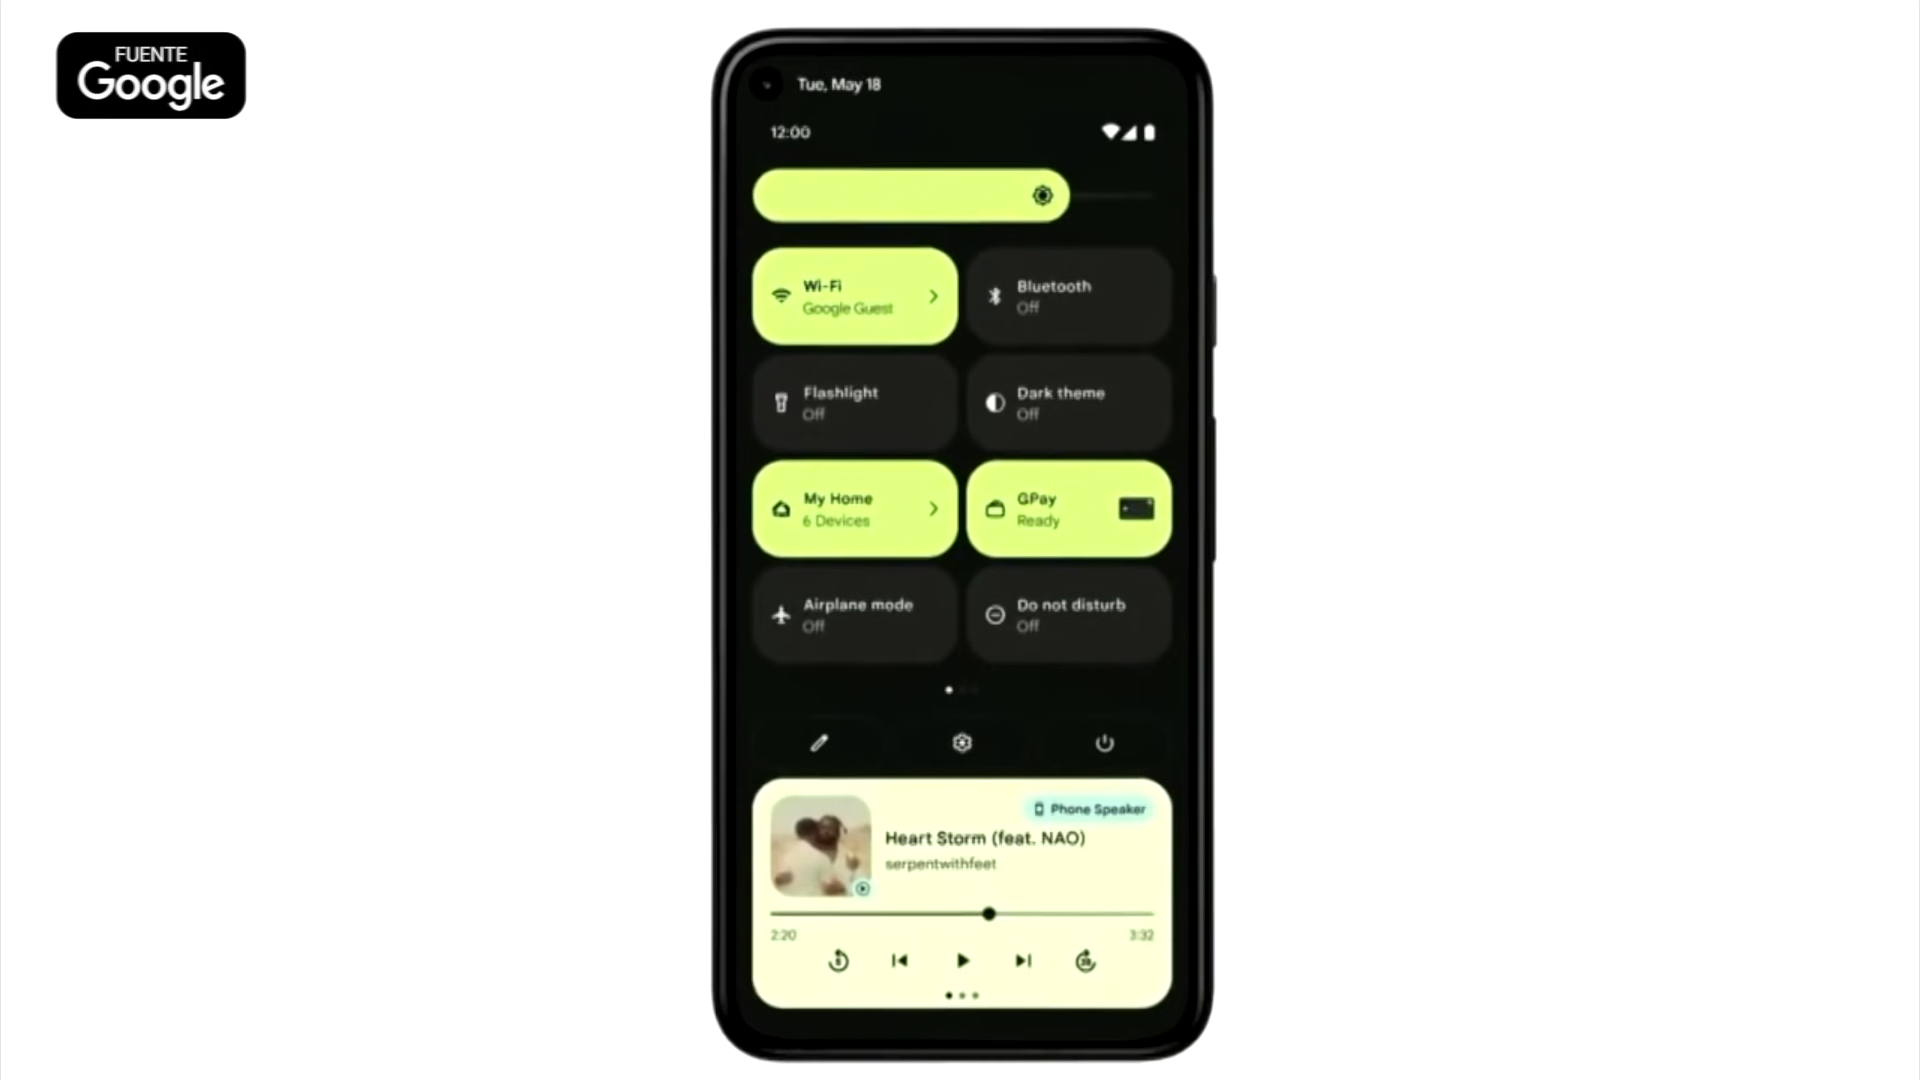 FUENTE
Google
Tue, May 18
12:00
Wi-Fi
Google Guest
Bluetooth
Off
Flashlight
Off
Dark theme
Off
My Home
6 Devices
GPay
Ready
Airplane mode
Off
Do not disturb
Off
Phone Speaker
Heart Storm (feat. NAO)
serpentwithfeet
2:20
3:32
5